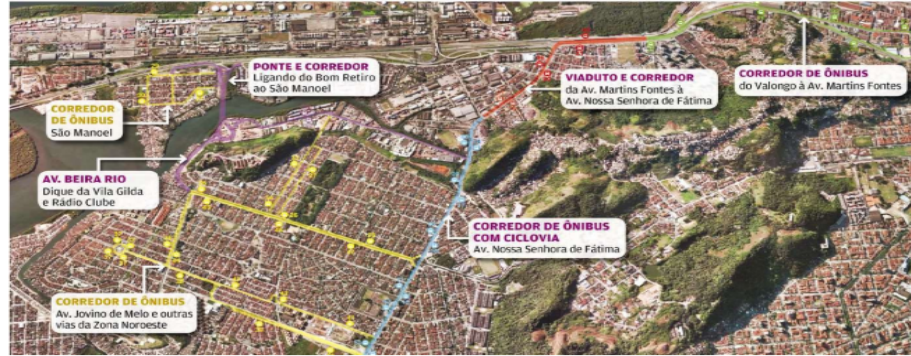 PONTE E CORREDOR
Ligando do Bom Retiro
ao São Manoel
VIADUTO E CORREDOR
da Av. Martins Fontes à
Av. Nossa Senhora de Fátima
CORREDOR DE ÔNIBUS
do Valongo à Av. Martins Fontes
CORREDOR
DE ÔNIBUS
São Manoel
AV. BEIRA RIO
Dique da Vila Gilda
e Rádio Clube
CORREDOR DE ÔNIBUS
COM CICLOVIA
Av. Nossa Senhora de Fátima
CORREDOR DE ÔNIBUS
Av. Jovino de Melo e outras
vias da Zona Noroeste